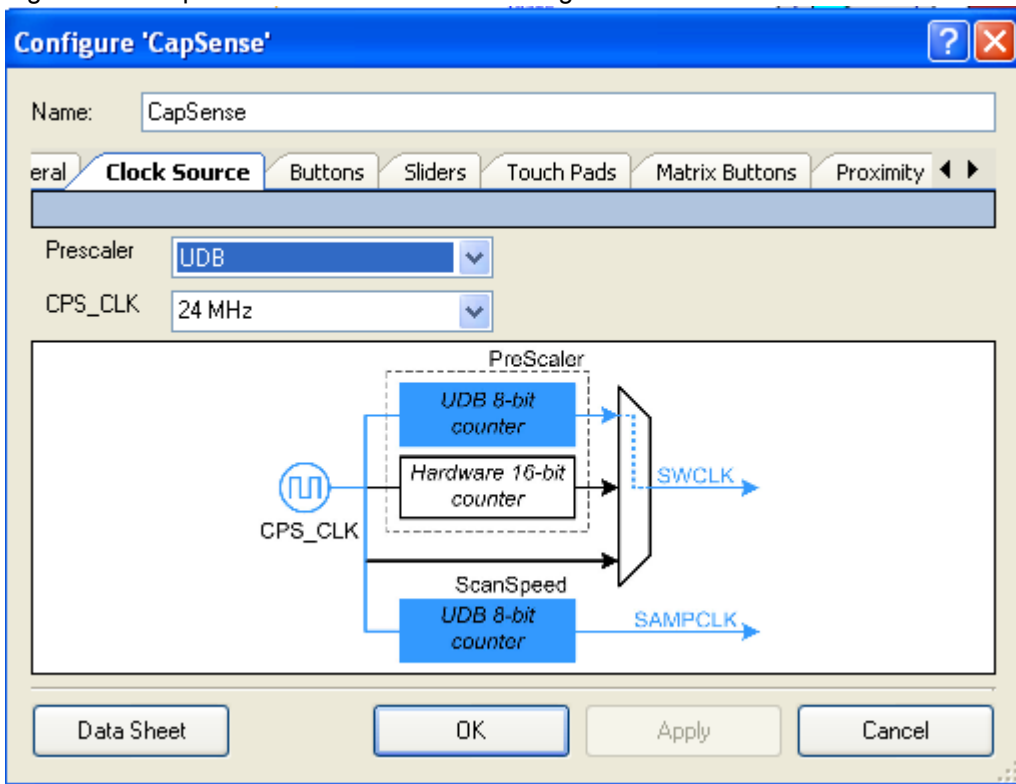 Configure 'CapSense'
Name: CapSense
eral Clock Source Buttons Sliders Touch Pads Matrix Buttons Proximity
Prescaler UDB
CPS_CLK 24 MHz
PreScaler
UDB 8-bit
counter
Hardware 16-bit
counter
SWCLK
CPS_CLK
ScanSpeed
UDB 8-bit
counter
SAMPCLK
Data Sheet OK Apply Cancel